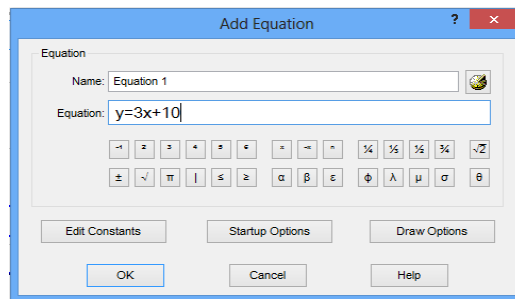 Add Equation ? ×
Equation
Name: Equation 1
Equation: y=3x+10
⁻¹ ² ³ ⁴ ⁵ ⁶ ⁿ ¼ ⅓ ½ ¾ √2
± √ π | ≤ ≥ α β ε ϕ λ μ σ θ
Edit Constants Startup Options Draw Options
OK Cancel Help